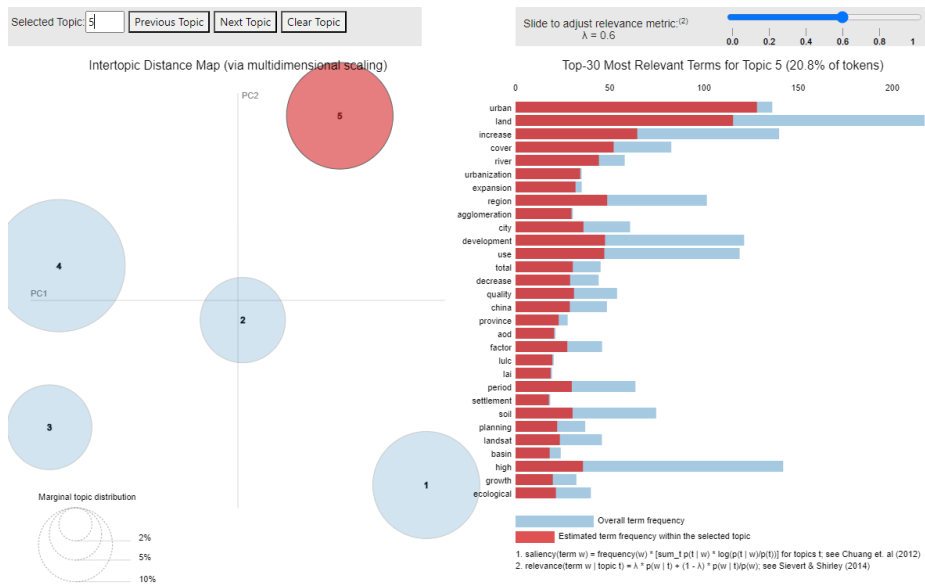 Selected Topic: 5 Previous Topic Next Topic Clear Topic
Slide to adjust relevance metric:(2)
λ = 0.6
0.0 0.2 0.4 0.6 0.8 1
Intertopic Distance Map (via multidimensional scaling)
PC2
PC1
5
4
2
3
1
Marginal topic distribution
2%
5%
10%
Top-30 Most Relevant Terms for Topic 5 (20.8% of tokens)
0 50 100 150 200
urban
land
increase
cover
river
urbanization
expansion
region
agglomeration
city
development
use
total
decrease
quality
china
province
aod
factor
lulc
lai
period
settlement
soil
planning
landsat
basin
high
growth
ecological
Overall term frequency
Estimated term frequency within the selected topic
1. saliency(term w) = frequency(w) * [sum_t p(t | w) * log(p(t | w)/p(t))] for topics t; see Chuang et. al (2012)
2. relevance(term w | topic t) = λ * p(w | t) + (1 - λ) * p(w | t)/p(w); see Sievert & Shirley (2014)